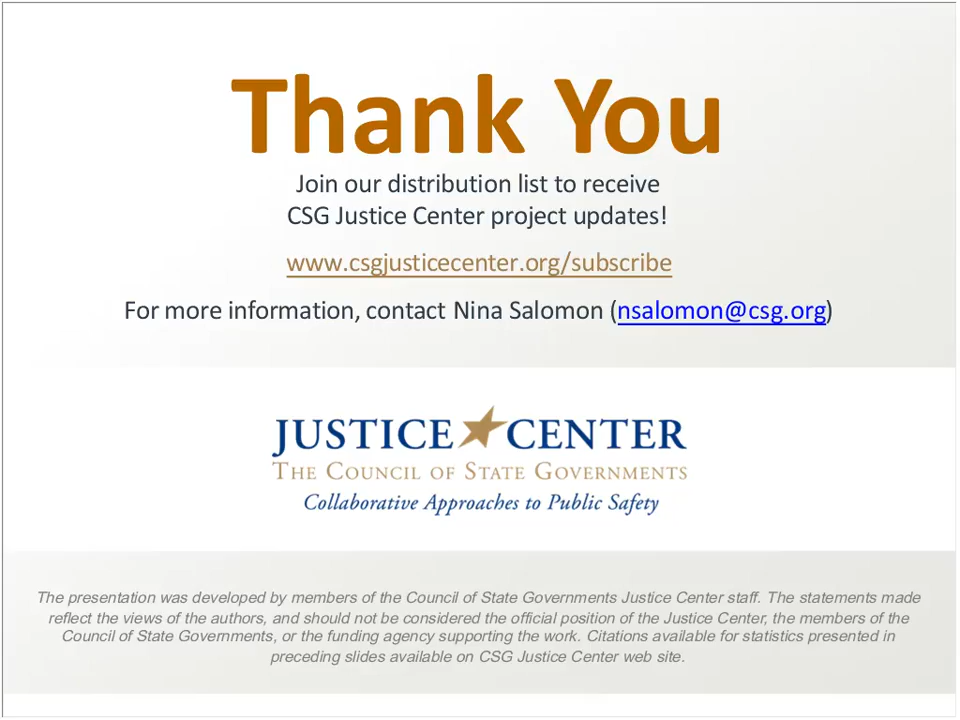 Thank You
Join our distribution list to receive
CSG Justice Center project updates!
www.csgjusticecenter.org/subscribe
For more information, contact Nina Salomon (nsalomon@csg.org)
JUSTICE CENTER
THE COUNCIL OF STATE GOVERNMENTS
Collaborative Approaches to Public Safety
The presentation was developed by members of the Council of State Governments Justice Center staff. The statements made
reflect the views of the authors, and should not be considered the official position of the Justice Center, the members of the
Council of State Governments, or the funding agency supporting the work. Citations available for statistics presented in
preceding slides available on CSG Justice Center web site.